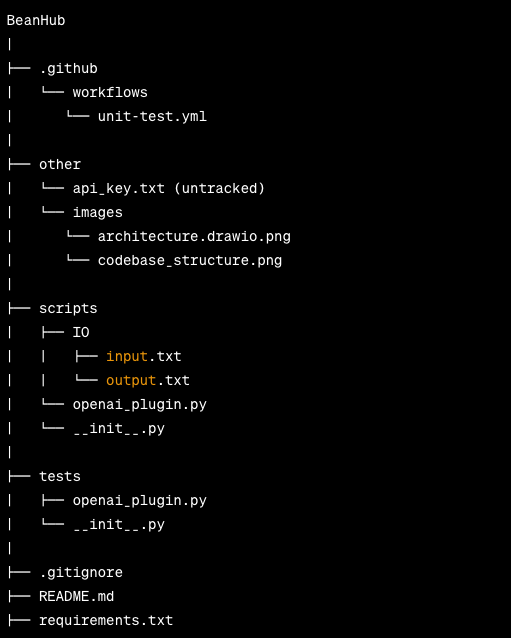 BeanHub
|
├── .github
|   └── workflows
|       └── unit-test.yml
|
├── other
|   └── api_key.txt (untracked)
|   └── images
|       └── architecture.drawio.png
|       └── codebase_structure.png
|
├── scripts
|   ├── IO
|   |   ├── input.txt
|   |   └── output.txt
|   └── openai_plugin.py
|   └── __init__.py
|
├── tests
|   ├── openai_plugin.py
|   └── __init__.py
|
├── .gitignore
├── README.md
├── requirements.txt